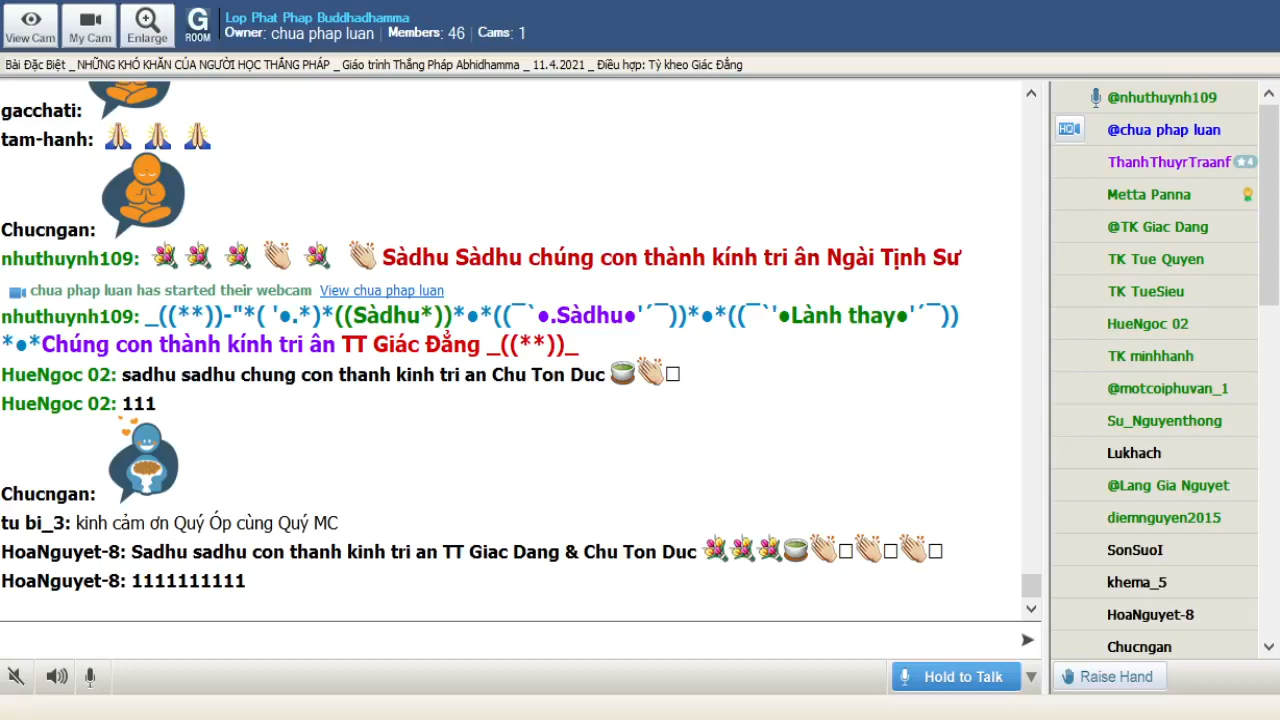 View Cam
My Cam
Enlarge
G
ROOM
Lop Phat Phap Buddhadhamma
Owner: chua phap luan | Members: 46 | Cams: 1
Bài Đặc Biệt _ NHỮNG KHÓ KHĂN CỦA NGƯỜI HỌC THẮNG PHÁP _ Giáo trình Thắng Pháp Abhidhamma _ 11.4.2021 _ Điều hợp: Tỳ kheo Giác Đẳng
gacchati:
tam-hanh: 🙏 🙏 🙏
Chucngan:
nhuthuynh109: 💐 💐 💐 👏 💐 👏 Sàdhu Sàdhu chúng con thành kính tri ân Ngài Tịnh Sư
chua phap luan has started their webcam View chua phap luan
nhuthuynh109: _((**))-"*( '●.*)*((Sàdhu*))*●*((¯`●.Sàdhu●'´¯))*●*((¯`'●Lành thay●'´¯))
*●*Chúng con thành kính tri ân TT Giác Đẳng _((**))_
HueNgoc 02: sadhu sadhu chung con thanh kinh tri an Chu Ton Duc 🍵👏□
HueNgoc 02: 111
Chucngan:
tu bi_3: kinh cảm ơn Quý Óp cùng Quý MC
HoaNguyet-8: Sadhu sadhu con thanh kinh tri an TT Giac Dang & Chu Ton Duc 💐💐💐🍵👏□👏□👏□
HoaNguyet-8: 1111111111
Hold to Talk
@nhuthuynh109
HD
@chua phap luan
ThanhThuyrTraanf ★4
Metta Panna
@TK Giac Dang
TK Tue Quyen
TK TueSieu
HueNgoc 02
TK minhhanh
@motcoiphuvan_1
Su_Nguyenthong
Lukhach
@Lang Gia Nguyet
diemnguyen2015
SonSuoI
khema_5
HoaNguyet-8
Chucngan
Raise Hand